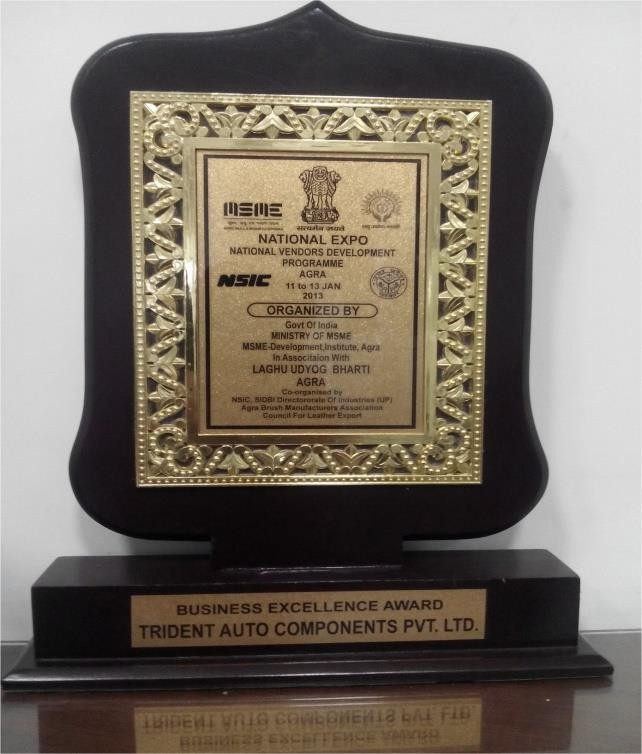 MSME
सत्यमेव जयते
NATIONAL EXPO
NATIONAL VENDORS DEVELOPMENT
PROGRAMME
AGRA
NSIC
11 to 13 JAN
2013
ORGANIZED BY
Govt Of India
MINISTRY OF MSME
MSME-Development,Institute, Agra
In Associtaion With
LAGHU UDYOG BHARTI
AGRA
Co-organised by
NSIC, SIDBI Directororate Of Industries (UP)
Agra Brush Manufacturers Association
Council For Leather Export
BUSINESS EXCELLENCE AWARD
TRIDENT AUTO COMPONENTS PVT. LTD.